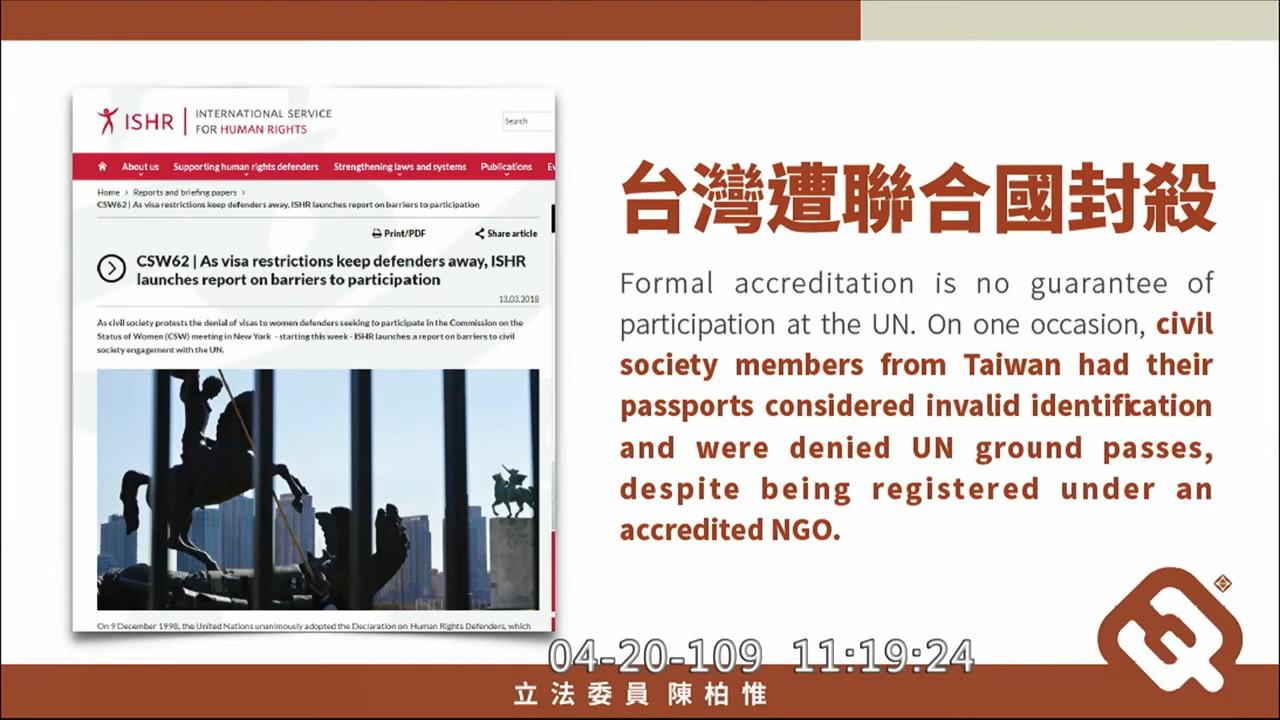 ISHR
INTERNATIONAL SERVICE
FOR HUMAN RIGHTS
Search
About us Supporting human rights defenders Strengthening laws and systems Publications
Home > Reports and briefing papers >
CSW62 | As visa restrictions keep defenders away, ISHR launches report on barriers to participation
Print/PDF Share article
CSW62 | As visa restrictions keep defenders away, ISHR
launches report on barriers to participation
13.03.2018
As civil society protests the denial of visas to women defenders seeking to participate in the Commission on the
Status of Women (CSW) meeting in New York - starting this week - ISHR launches a report on barriers to civil
society engagement with the UN.
On 9 December 1998, the United Nations unanimously adopted the Declaration on Human Rights Defenders, which
台灣遭聯合國封殺
Formal accreditation is no guarantee of
participation at the UN. On one occasion, civil
society members from Taiwan had their
passports considered invalid identification
and were denied UN ground passes,
despite being registered under an
accredited NGO.
04-20-109 11:19:24
立法委員 陳柏惟